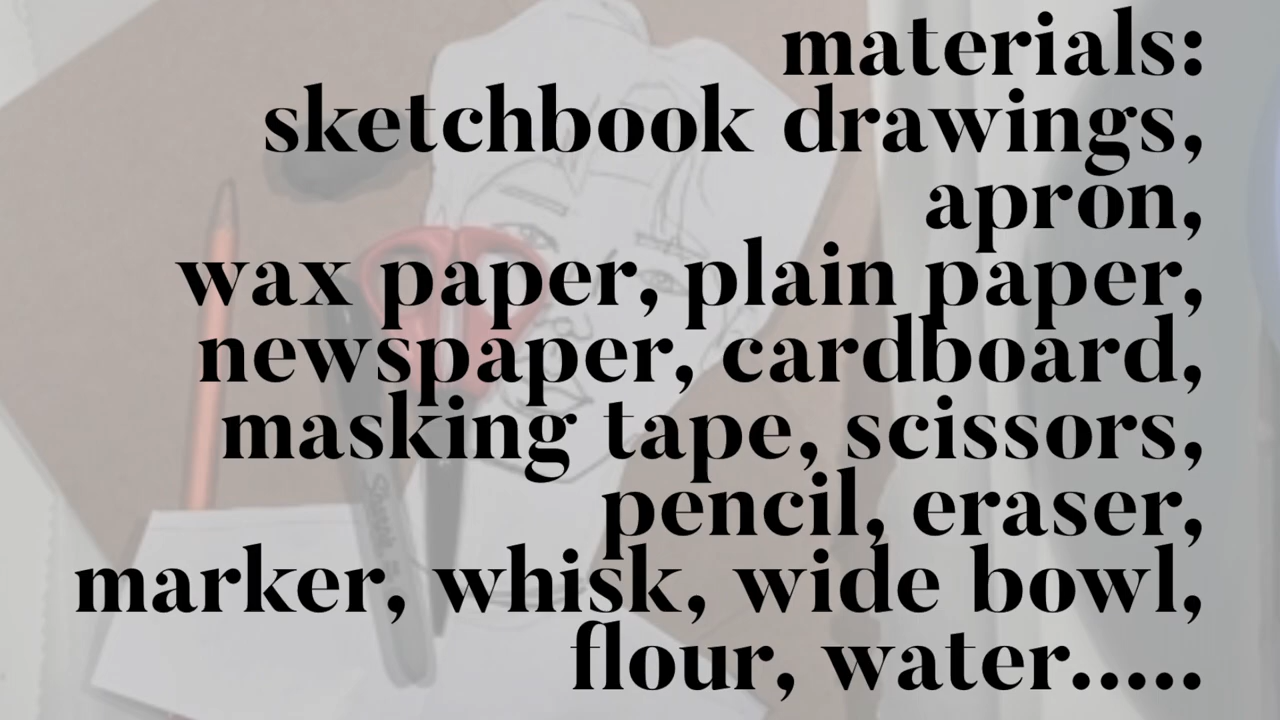 materials:
sketchbook drawings,
apron,
wax paper, plain paper,
newspaper, cardboard,
masking tape, scissors,
pencil, eraser,
marker, whisk, wide bowl,
flour, water.....
Sharpie